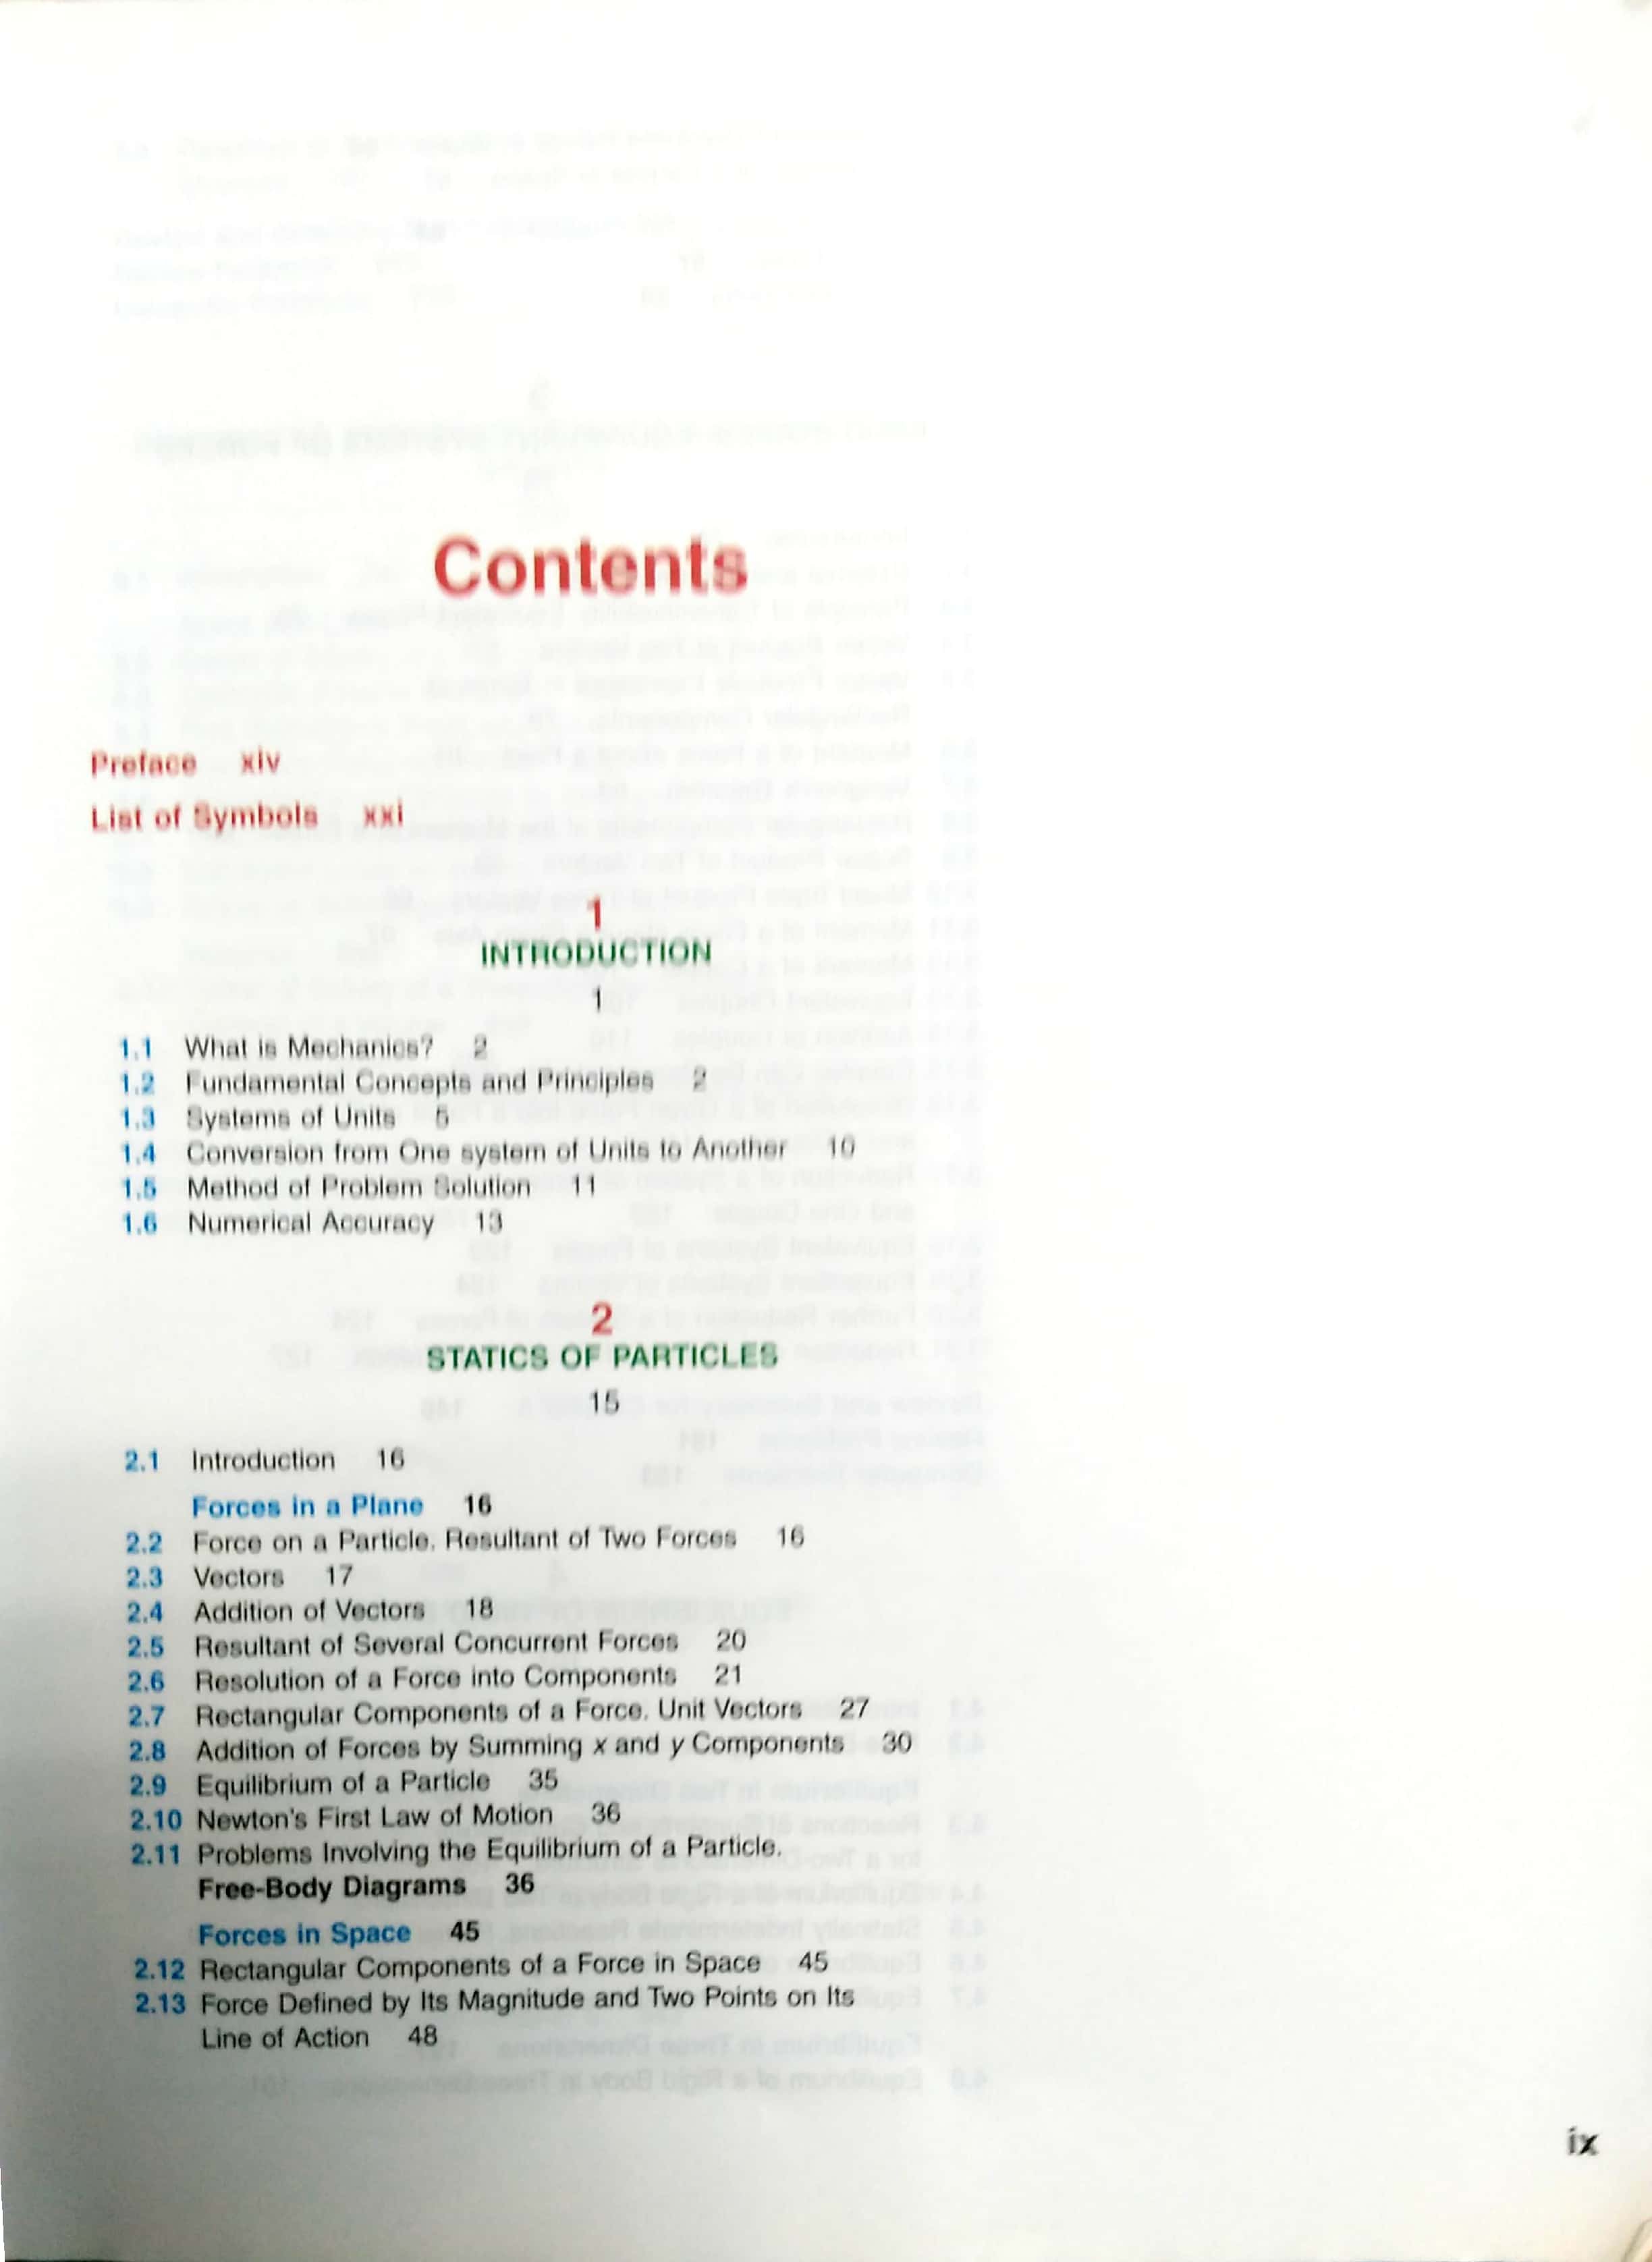 Contents
Preface xiv
List of Symbols xxi
1
INTRODUCTION
1
1.1 What is Mechanics? 2
1.2 Fundamental Concepts and Principles 2
1.3 Systems of Units 5
1.4 Conversion from One system of Units to Another 10
1.5 Method of Problem Solution 11
1.6 Numerical Accuracy 13
2
STATICS OF PARTICLES
15
2.1 Introduction 16
Forces in a Plane 16
2.2 Force on a Particle. Resultant of Two Forces 16
2.3 Vectors 17
2.4 Addition of Vectors 18
2.5 Resultant of Several Concurrent Forces 20
2.6 Resolution of a Force into Components 21
2.7 Rectangular Components of a Force. Unit Vectors 27
2.8 Addition of Forces by Summing x and y Components 30
2.9 Equilibrium of a Particle 35
2.10 Newton's First Law of Motion 36
2.11 Problems Involving the Equilibrium of a Particle.
Free-Body Diagrams 36
Forces in Space 45
2.12 Rectangular Components of a Force in Space 45
2.13 Force Defined by Its Magnitude and Two Points on Its
Line of Action 48
ix